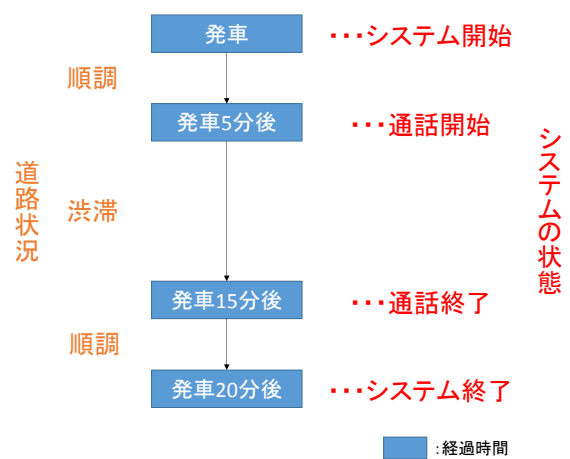 発車
・・・システム開始
順調
発車5分後
・・・通話開始
道路状況
渋滞
システムの状態
発車15分後
・・・通話終了
順調
発車20分後
・・・システム終了
:経過時間